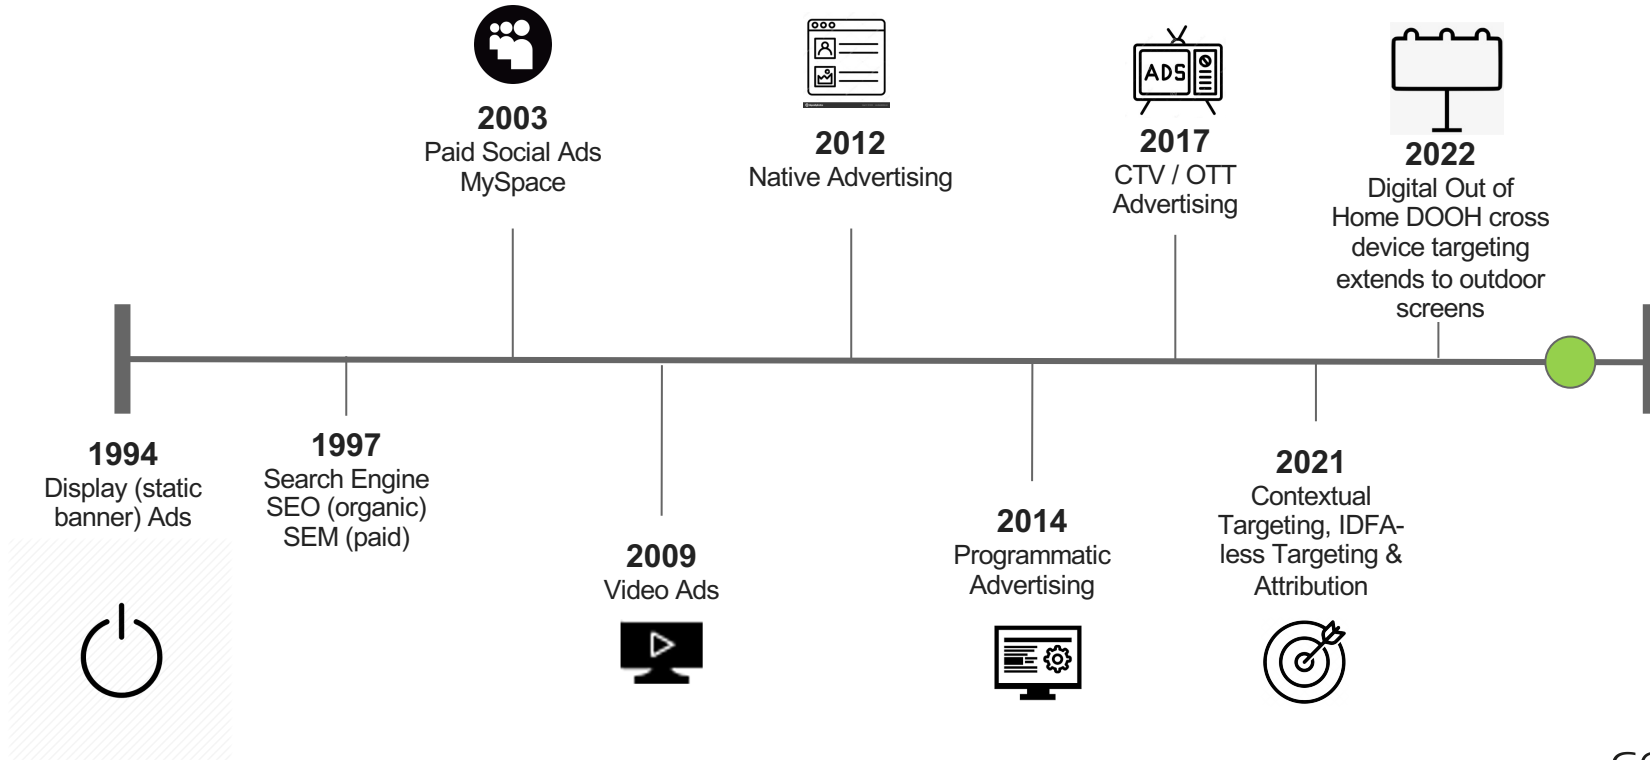 2003
Paid Social Ads
MySpace
2012
Native Advertising
ADS
2017
CTV / OTT
Advertising
2022
Digital Out of
Home DOOH cross
device targeting
extends to outdoor
screens
1994
Display (static
banner) Ads
1997
Search Engine
SEO (organic)
SEM (paid)
2009
Video Ads
2014
Programmatic
Advertising
2021
Contextual
Targeting, IDFA-
less Targeting &
Attribution